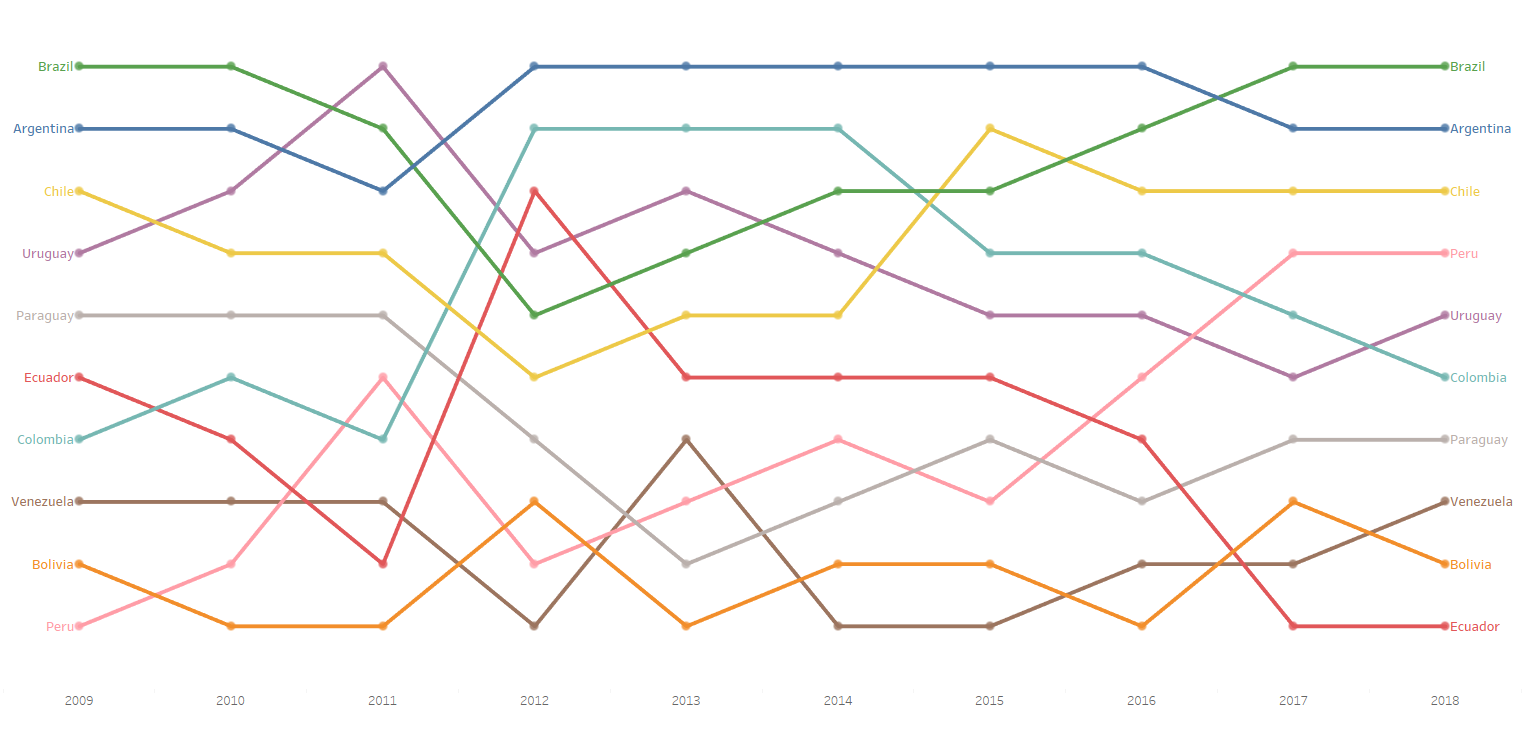 Brazil Brazil
Argentina Argentina
Chile Chile
Uruguay Peru
Paraguay Uruguay
Ecuador Colombia
Colombia Paraguay
Venezuela Venezuela
Bolivia Bolivia
Peru Ecuador
2009 2010 2011 2012 2013 2014 2015 2016 2017 2018